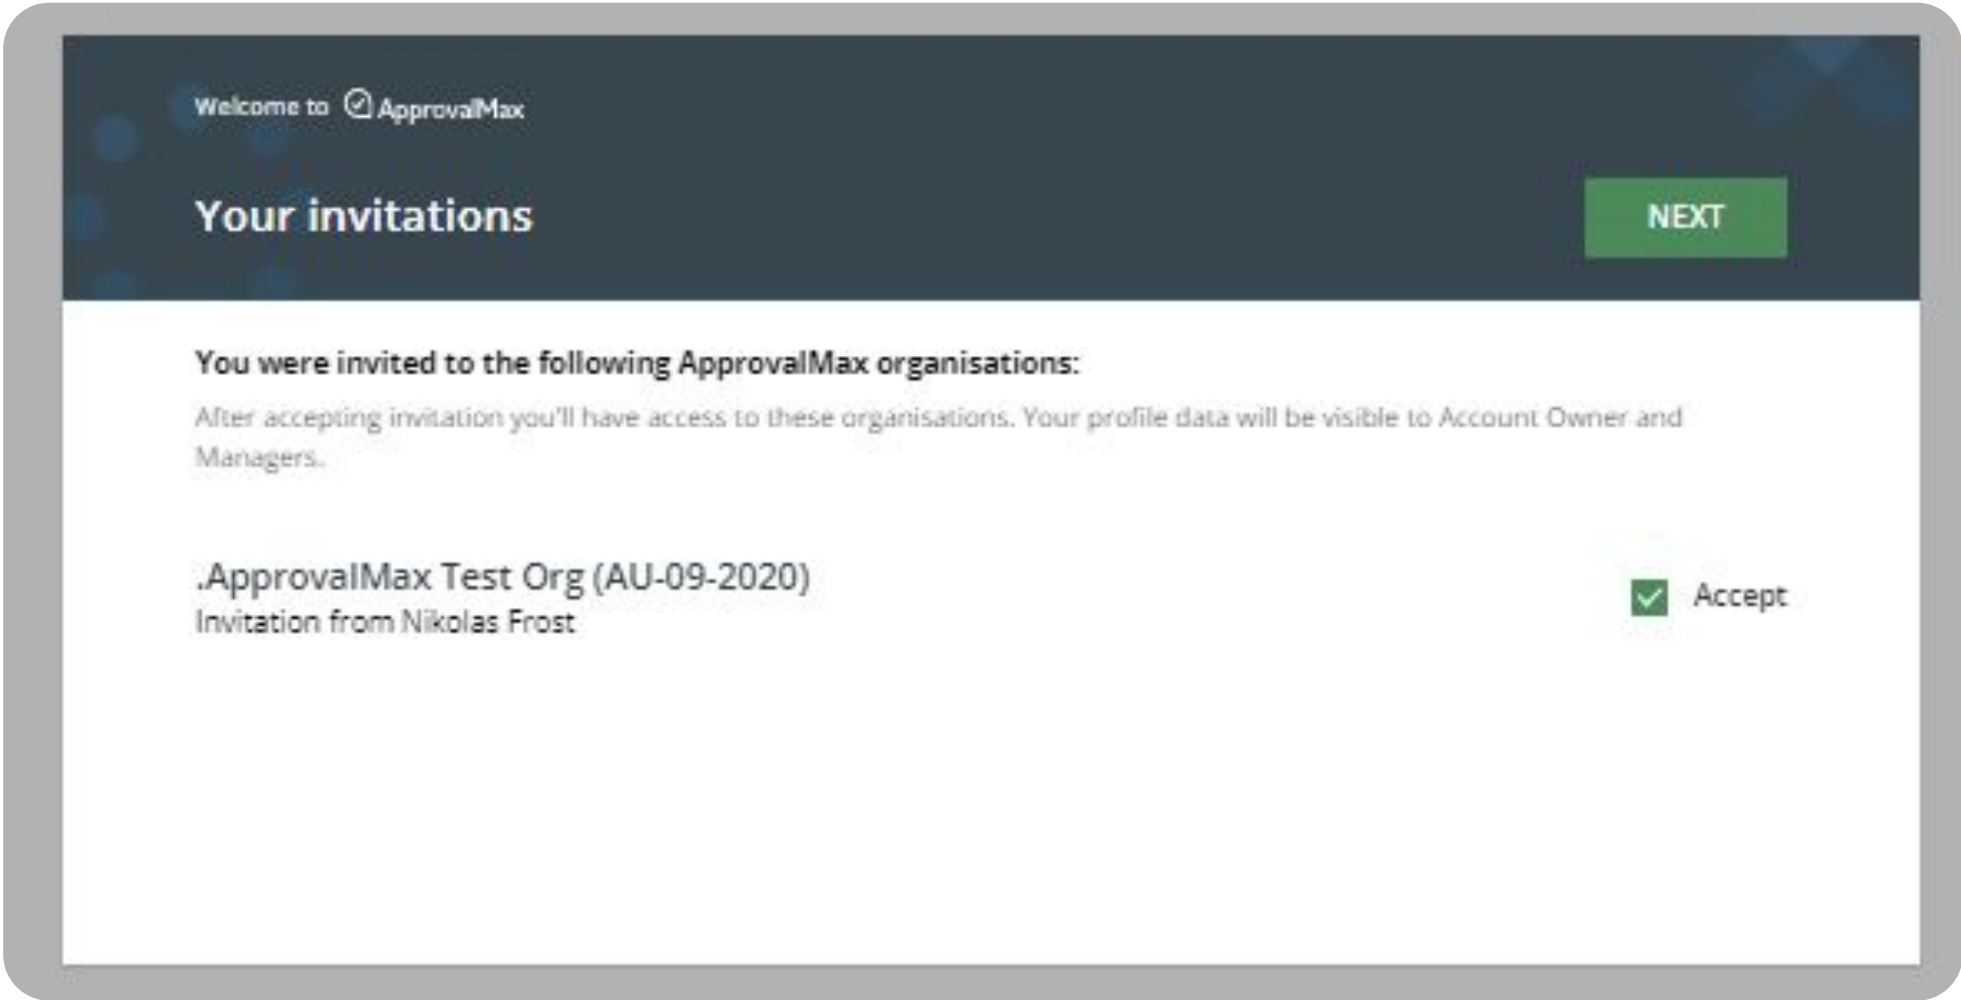 Welcome to ApprovalMax
Your invitations
NEXT
You were invited to the following ApprovalMax organisations:
After accepting invitation you'll have access to these organisations. Your profile data will be visible to Account Owner and
Managers.
.ApprovalMax Test Org (AU-09-2020)
Invitation from Nikolas Frost
Accept